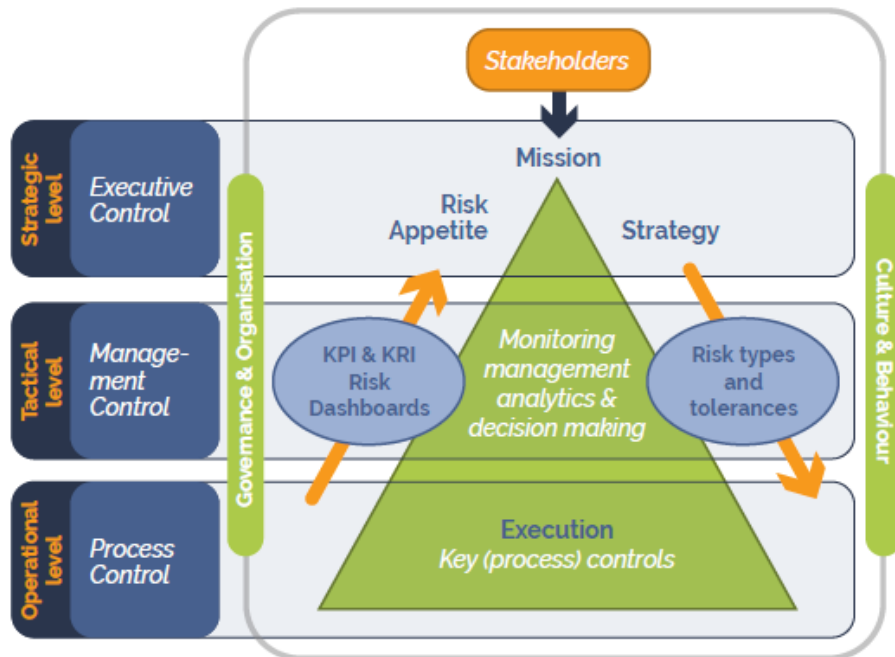 Stakeholders
Strategic
level
Executive
Control
Mission
Risk
Appetite
Strategy
Governance & Organisation
Culture & Behaviour
Tactical
level
Manage-
ment
Control
KPI & KRI
Risk
Dashboards
Monitoring
management
analytics &
decision making
Risk types
and
tolerances
Operational
level
Process
Control
Execution
Key (process) controls